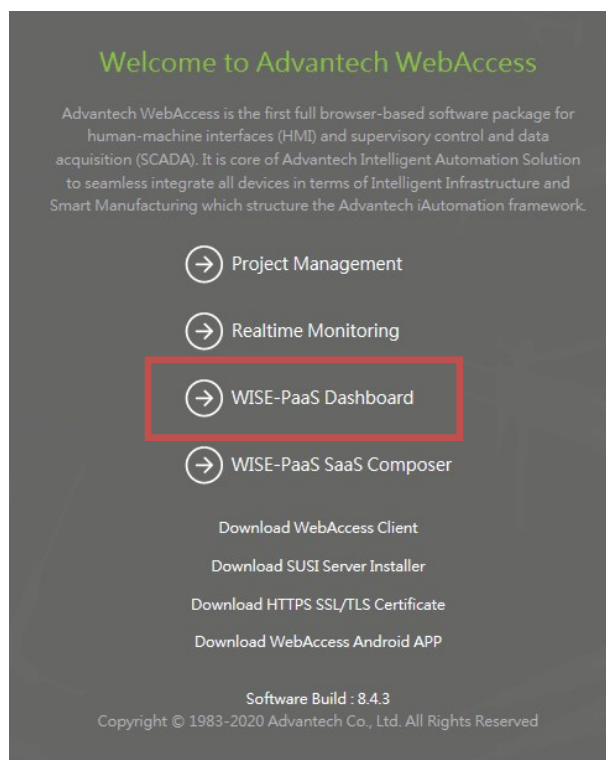 Welcome to Advantech WebAccess
Advantech WebAccess is the first full browser-based software package for
human-machine interfaces (HMI) and supervisory control and data
acquisition (SCADA). It is core of Advantech Intelligent Automation Solution
to seamless integrate all devices in terms of Intelligent Infrastructure and
Smart Manufacturing which structure the Advantech iAutomation framework.
Project Management
Realtime Monitoring
WISE-PaaS Dashboard
WISE-PaaS SaaS Composer
Download WebAccess Client
Download SUSI Server Installer
Download HTTPS SSL/TLS Certificate
Download WebAccess Android APP
Software Build : 8.4.3
Copyright © 1983-2020 Advantech Co., Ltd. All Rights Reserved